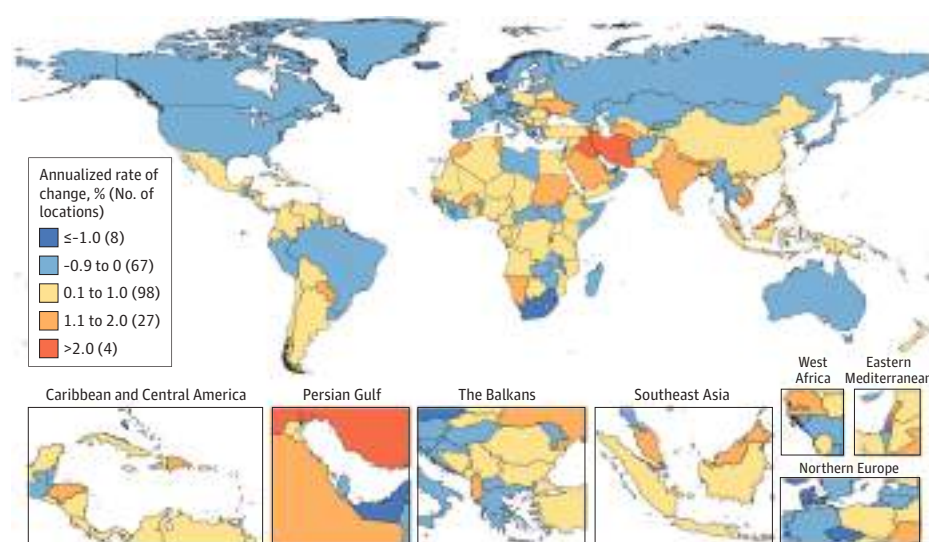 Annualized rate of
change, % (No. of
locations)
≤-1.0 (8)
-0.9 to 0 (67)
0.1 to 1.0 (98)
1.1 to 2.0 (27)
>2.0 (4)
Caribbean and Central America
Persian Gulf
The Balkans
Southeast Asia
West
Africa
Eastern
Mediterranean
Northern Europe